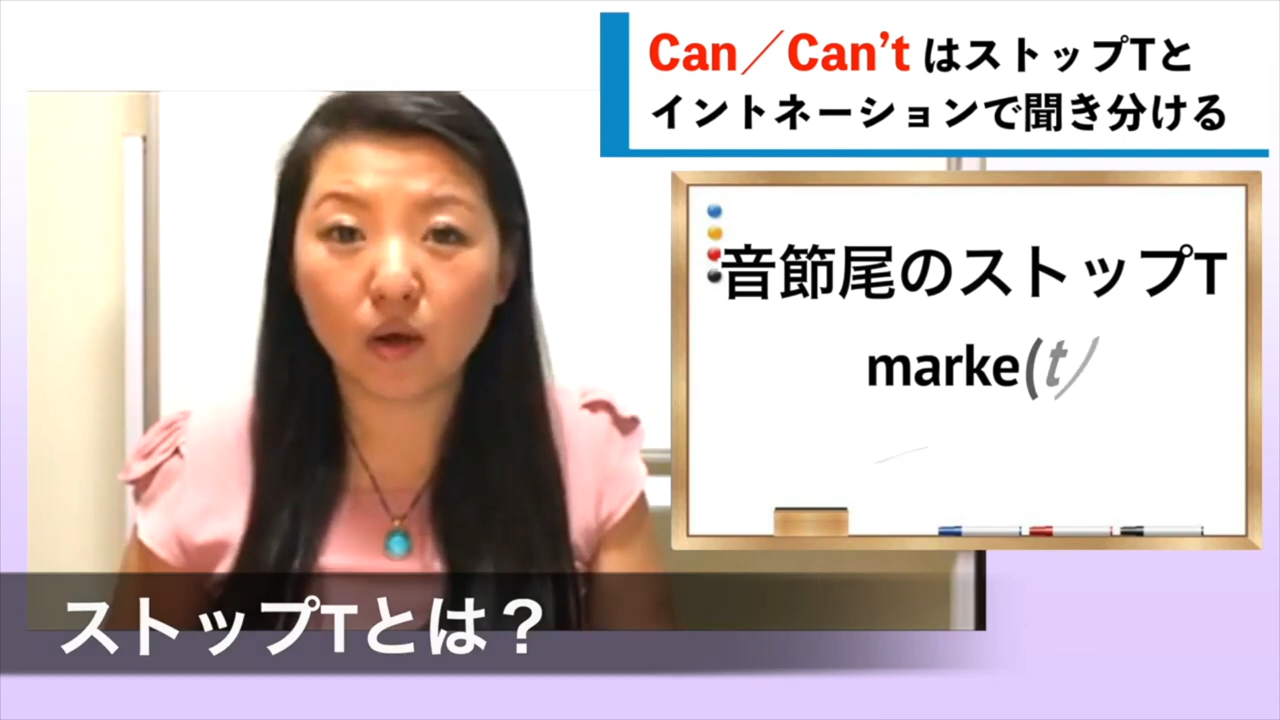 Can／Can’t はストップTと
イントネーションで聞き分ける
音節尾のストップT
marke(t)
ストップTとは？